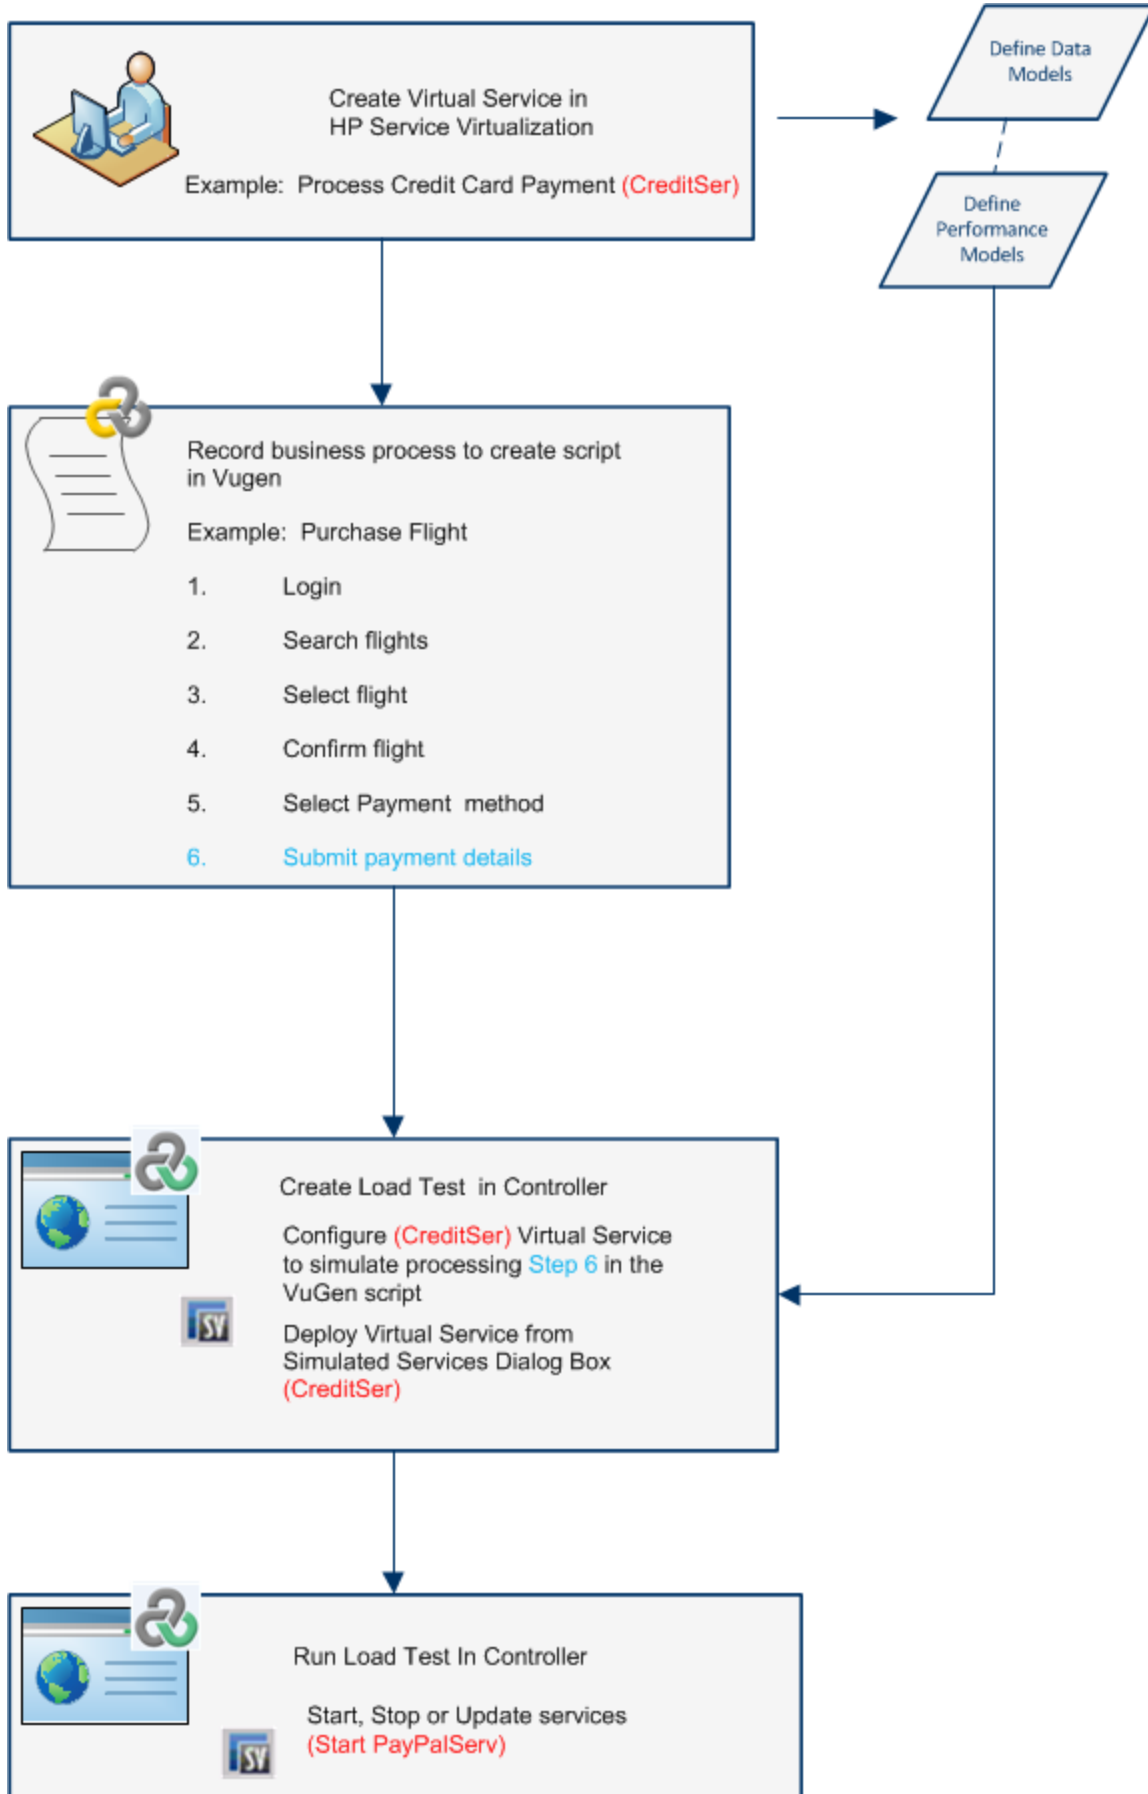 Define Data
Models
Create Virtual Service in
HP Service Virtualization
Example: Process Credit Card Payment (CreditSer)
Define
Performance
Models
Record business process to create script
in Vugen
Example: Purchase Flight
1. Login
2. Search flights
3. Select flight
4. Confirm flight
5. Select Payment method
6. Submit payment details
Create Load Test in Controller
Configure (CreditSer) Virtual Service
to simulate processing Step 6 in the
VuGen script
SV
Deploy Virtual Service from
Simulated Services Dialog Box
(CreditSer)
Run Load Test In Controller
Start, Stop or Update services
(Start PayPalServ)
SV